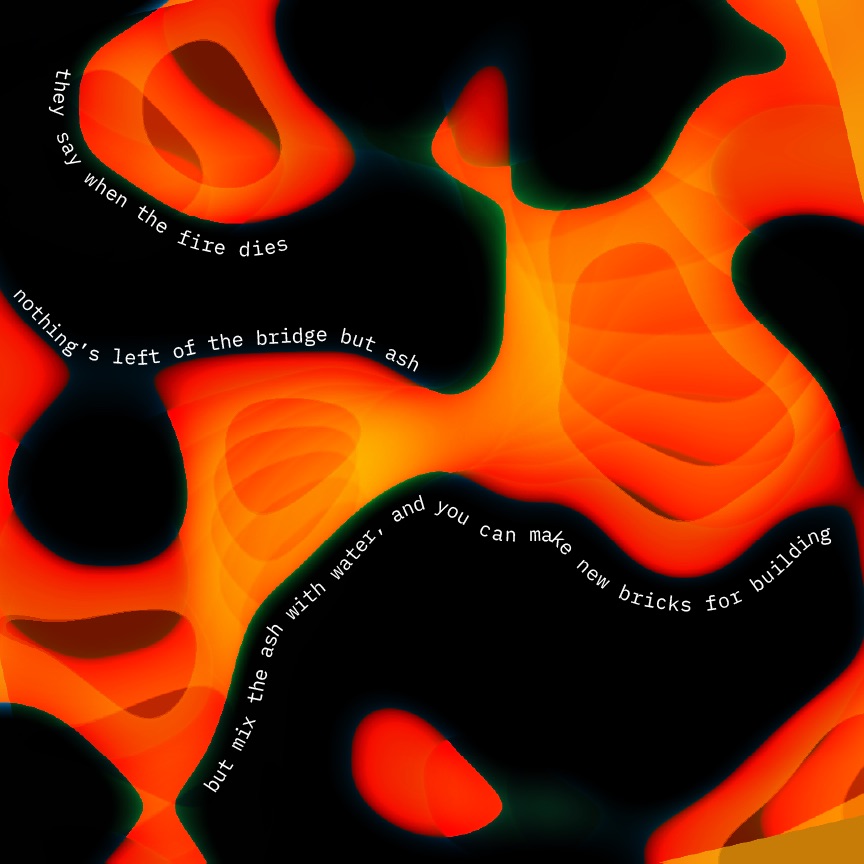 they say when the fire dies
nothing's left of the bridge but ash
but mix the ash with water, and you can make new bricks for building